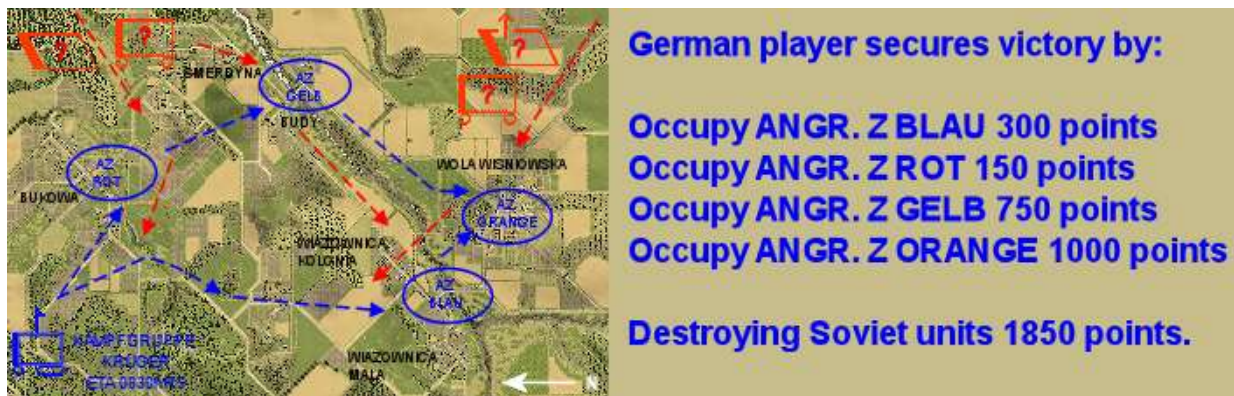 ?
?
?
?
SMERDYNA
AZ
GELB
SUDY
AZ
ROT
BUKOWA
WOLA WISNIOWSKA
AZ
ORANGE
WIAZOWNICA
KOLONIA
AZ
BLAU
KAMPFGRUPPE
KRUGER
ETA 0830HRS
WIAZOWNICA
MALA
N
German player secures victory by:
Occupy ANGR. Z BLAU 300 points
Occupy ANGR. Z ROT 150 points
Occupy ANGR. Z GELB 750 points
Occupy ANGR. Z ORANGE 1000 points
Destroying Soviet units 1850 points.